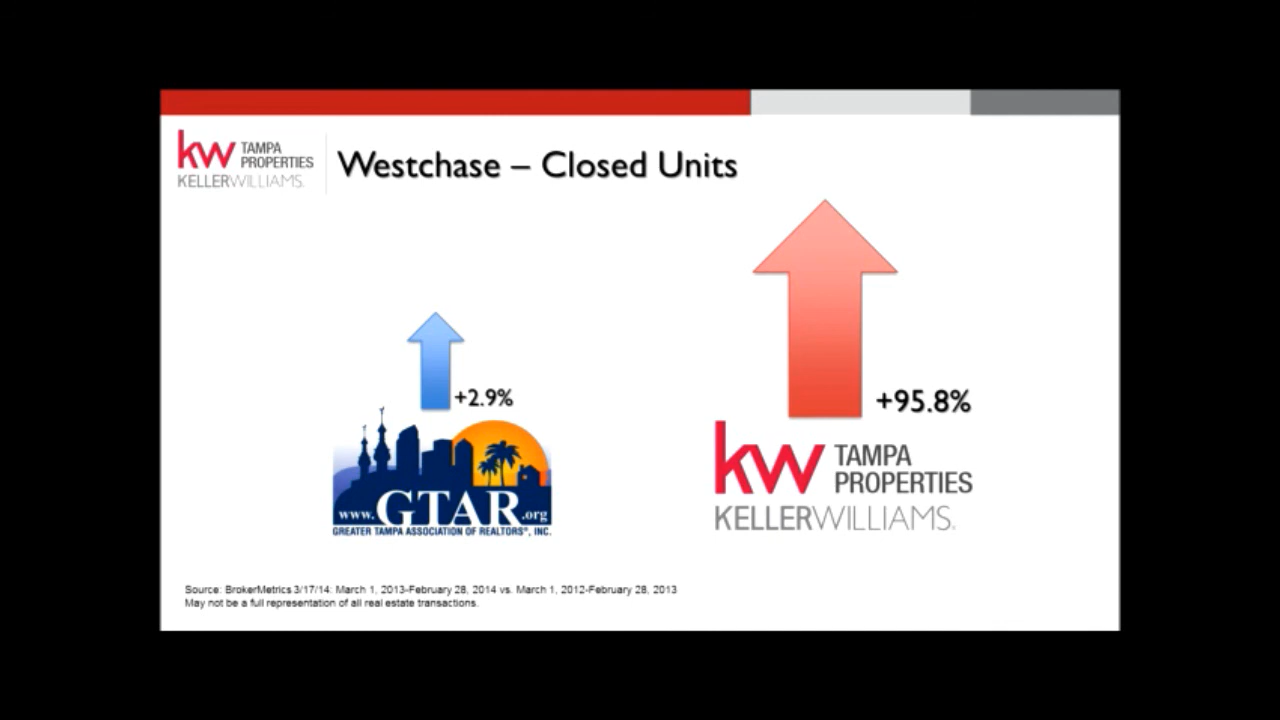 kw TAMPA
PROPERTIES
KELLERWILLIAMS.
Westchase – Closed Units
+2.9%
+95.8%
www.GTAR.org
GREATER TAMPA ASSOCIATION OF REALTORS®, INC.
kw TAMPA
PROPERTIES
KELLERWILLIAMS.
Source: BrokerMetrics 3/17/14: March 1, 2013-February 28, 2014 vs. March 1, 2012-February 28, 2013
May not be a full representation of all real estate transactions.